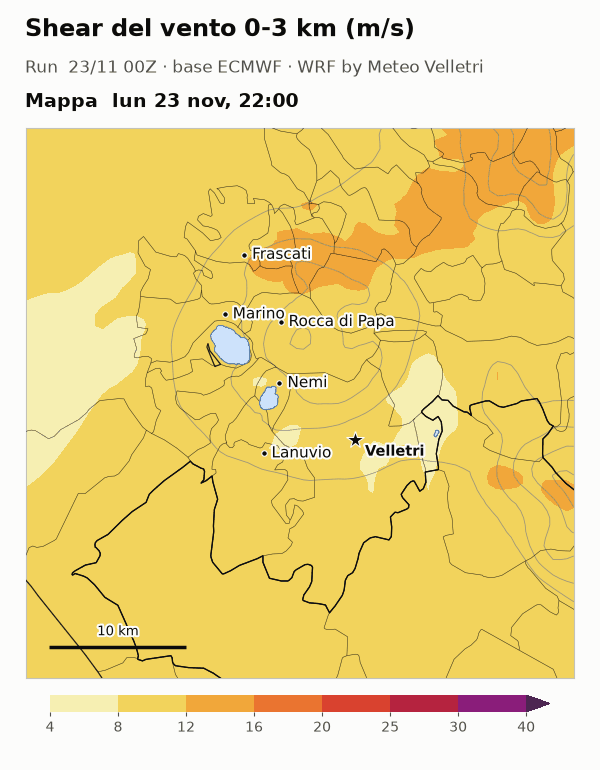 Shear del vento 0-3 km (m/s)
Run  23/11 00Z · base ECMWF · WRF by Meteo Velletri
Mappa  lun 23 nov, 22:00
Frascati
Marino
Rocca di Papa
Nemi
Velletri
Lanuvio
10 km
4 8 12 16 20 25 30 40